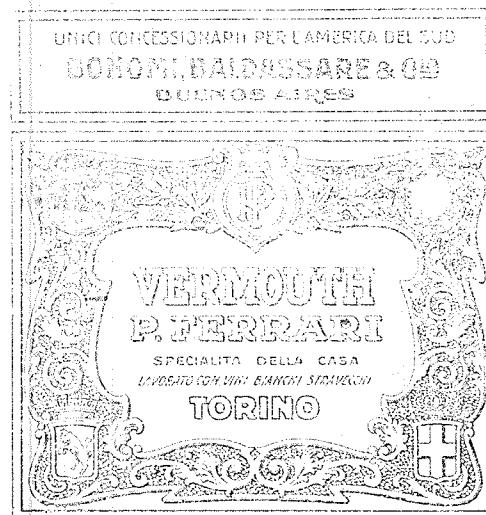 UNICI CONCESSIONARII PER L'AMERICA DEL SUD
BONOMI, BALDASSARE & Cia
BUENOS AIRES
VERMOUTH
P. FERRARI
SPECIALITA DELLA CASA
LAVORATO CON VINI BIANCHI STRAVECCHI
TORINO